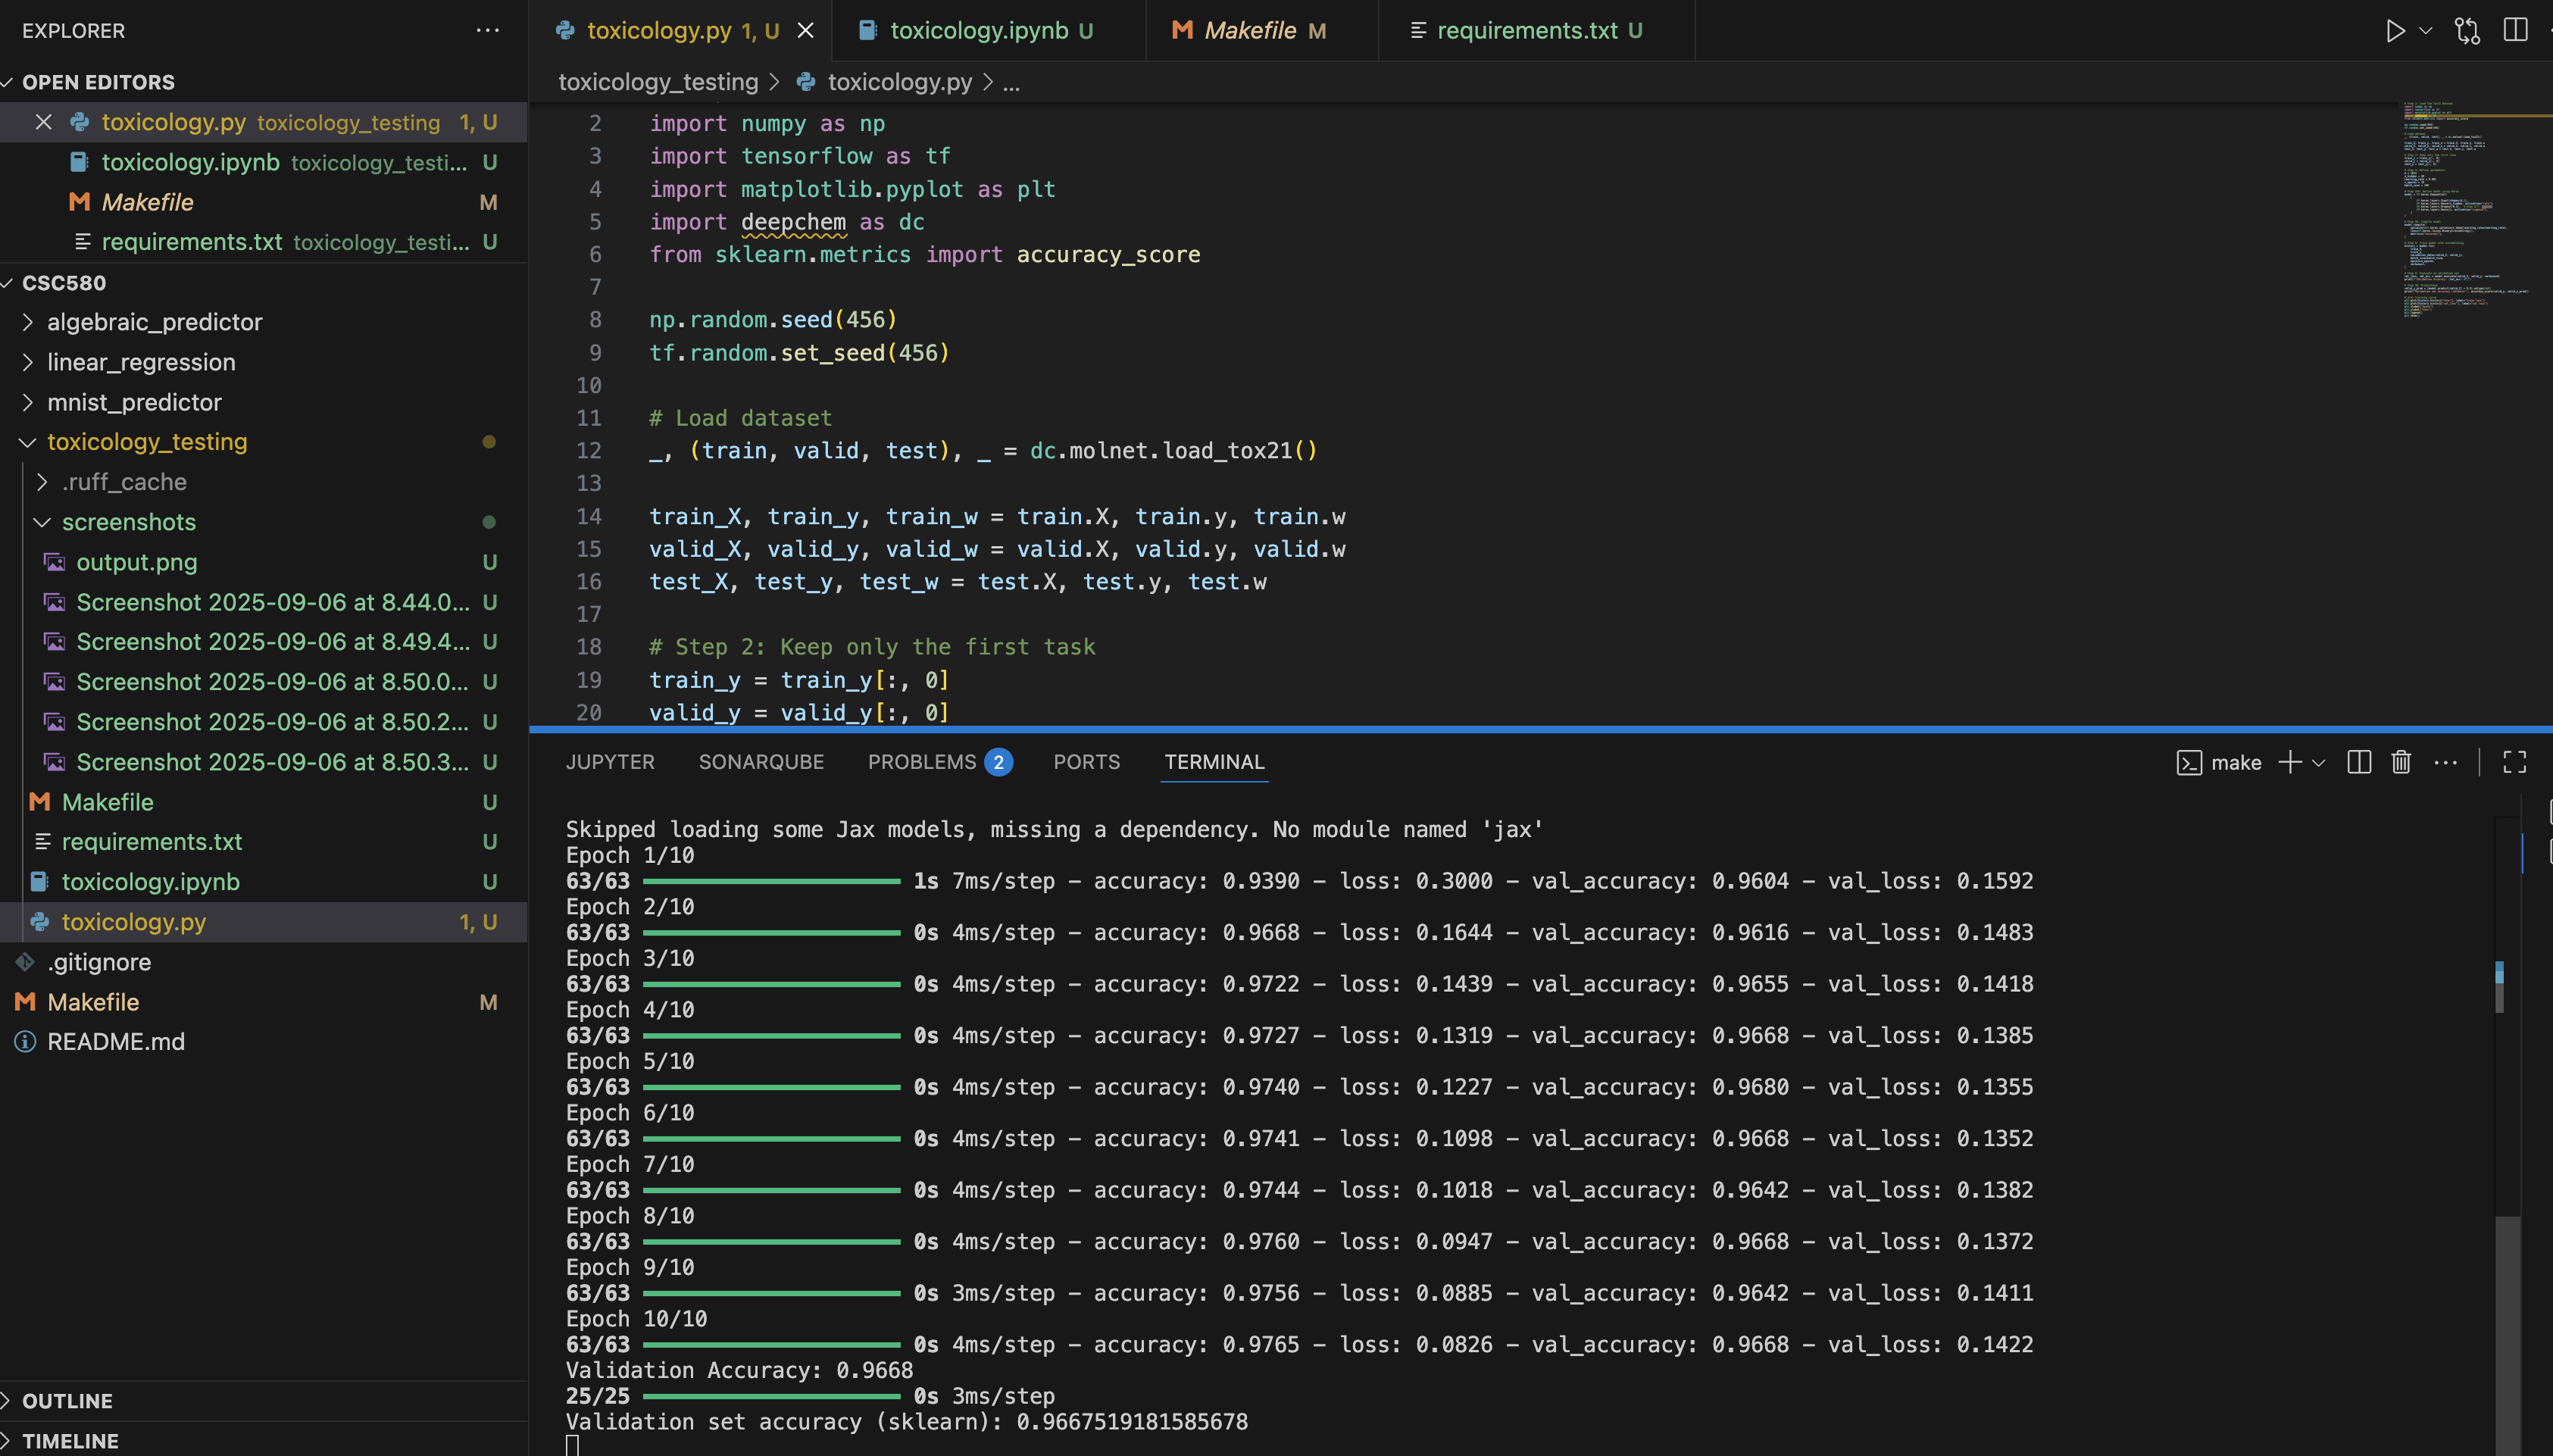 EXPLORER
OPEN EDITORS
toxicology.py toxicology_testing 1, U
toxicology.ipynb toxicology_testi... U
Makefile M
requirements.txt toxicology_testi... U
CSC580
algebraic_predictor
linear_regression
mnist_predictor
toxicology_testing
.ruff_cache
screenshots
output.png U
Screenshot 2025-09-06 at 8.44.0... U
Screenshot 2025-09-06 at 8.49.4... U
Screenshot 2025-09-06 at 8.50.0... U
Screenshot 2025-09-06 at 8.50.2... U
Screenshot 2025-09-06 at 8.50.3... U
Makefile U
requirements.txt U
toxicology.ipynb U
toxicology.py 1, U
.gitignore
Makefile M
README.md
OUTLINE
TIMELINE
toxicology.py 1, U
toxicology.ipynb U
Makefile M
requirements.txt U
toxicology_testing > toxicology.py > ...
2 import numpy as np
3 import tensorflow as tf
4 import matplotlib.pyplot as plt
5 import deepchem as dc
6 from sklearn.metrics import accuracy_score
7
8 np.random.seed(456)
9 tf.random.set_seed(456)
10
11 # Load dataset
12 _, (train, valid, test), _ = dc.molnet.load_tox21()
13
14 train_X, train_y, train_w = train.X, train.y, train.w
15 valid_X, valid_y, valid_w = valid.X, valid.y, valid.w
16 test_X, test_y, test_w = test.X, test.y, test.w
17
18 # Step 2: Keep only the first task
19 train_y = train_y[:, 0]
20 valid_y = valid_y[:, 0]
JUPYTER SONARQUBE PROBLEMS 2 PORTS TERMINAL
make
Skipped loading some Jax models, missing a dependency. No module named 'jax'
Epoch 1/10
63/63 1s 7ms/step - accuracy: 0.9390 - loss: 0.3000 - val_accuracy: 0.9604 - val_loss: 0.1592
Epoch 2/10
63/63 0s 4ms/step - accuracy: 0.9668 - loss: 0.1644 - val_accuracy: 0.9616 - val_loss: 0.1483
Epoch 3/10
63/63 0s 4ms/step - accuracy: 0.9722 - loss: 0.1439 - val_accuracy: 0.9655 - val_loss: 0.1418
Epoch 4/10
63/63 0s 4ms/step - accuracy: 0.9727 - loss: 0.1319 - val_accuracy: 0.9668 - val_loss: 0.1385
Epoch 5/10
63/63 0s 4ms/step - accuracy: 0.9740 - loss: 0.1227 - val_accuracy: 0.9680 - val_loss: 0.1355
Epoch 6/10
63/63 0s 4ms/step - accuracy: 0.9741 - loss: 0.1098 - val_accuracy: 0.9668 - val_loss: 0.1352
Epoch 7/10
63/63 0s 4ms/step - accuracy: 0.9744 - loss: 0.1018 - val_accuracy: 0.9642 - val_loss: 0.1382
Epoch 8/10
63/63 0s 4ms/step - accuracy: 0.9760 - loss: 0.0947 - val_accuracy: 0.9668 - val_loss: 0.1372
Epoch 9/10
63/63 0s 3ms/step - accuracy: 0.9756 - loss: 0.0885 - val_accuracy: 0.9642 - val_loss: 0.1411
Epoch 10/10
63/63 0s 4ms/step - accuracy: 0.9765 - loss: 0.0826 - val_accuracy: 0.9668 - val_loss: 0.1422
Validation Accuracy: 0.9668
25/25 0s 3ms/step
Validation set accuracy (sklearn): 0.9667519181585678